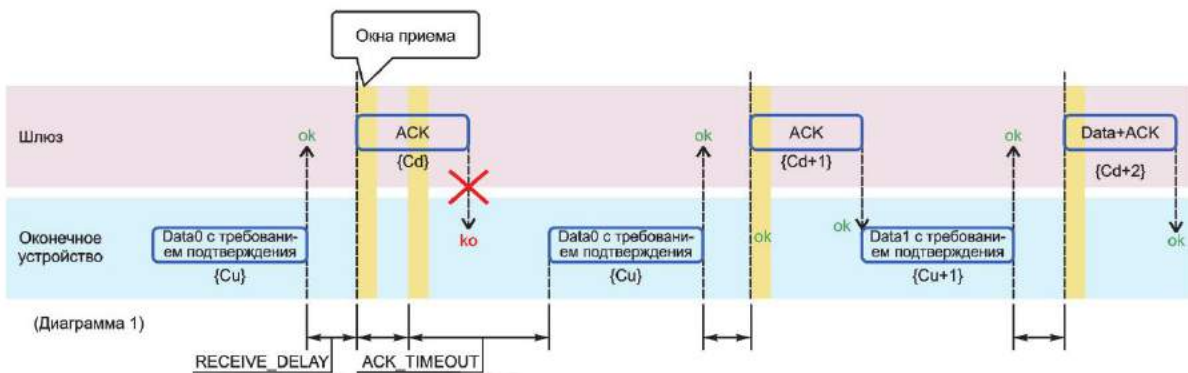 Окна приема
Шлюз
ok
ACK
{Cd}
ok
ACK
{Cd+1}
ok
Data+ACK
{Cd+2}
Оконечное
устройство
Data0 с требовани-
ем подтверждения
{Cu}
ko
Data0 с требовани-
ем подтверждения
{Cu}
ok
ok
Data1 с требовани-
ем подтверждения
{Cu+1}
ok
(Диаграмма 1)
RECEIVE_DELAY
ACK_TIMEOUT